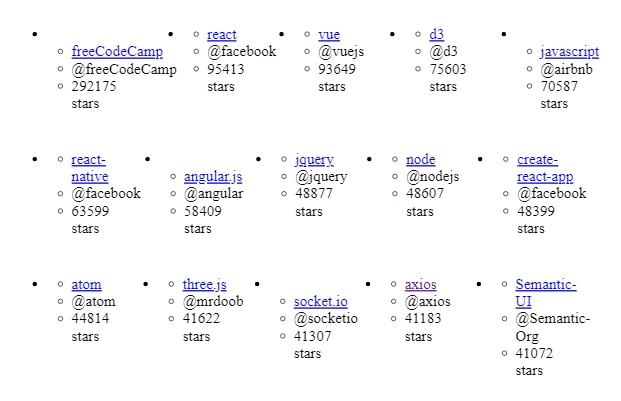 freeCodeCamp
@freeCodeCamp
292175
stars
react
@facebook
95413
stars
vue
@vuejs
93649
stars
d3
@d3
75603
stars
javascript
@airbnb
70587
stars
react-
native
@facebook
63599
stars
angular.js
@angular
58409
stars
jquery
@jquery
48877
stars
node
@nodejs
48607
stars
create-
react-app
@facebook
48399
stars
atom
@atom
44814
stars
three.js
@mrdoob
41622
stars
socket.io
@socketio
41307
stars
axios
@axios
41183
stars
Semantic-
UI
@Semantic-
Org
41072
stars